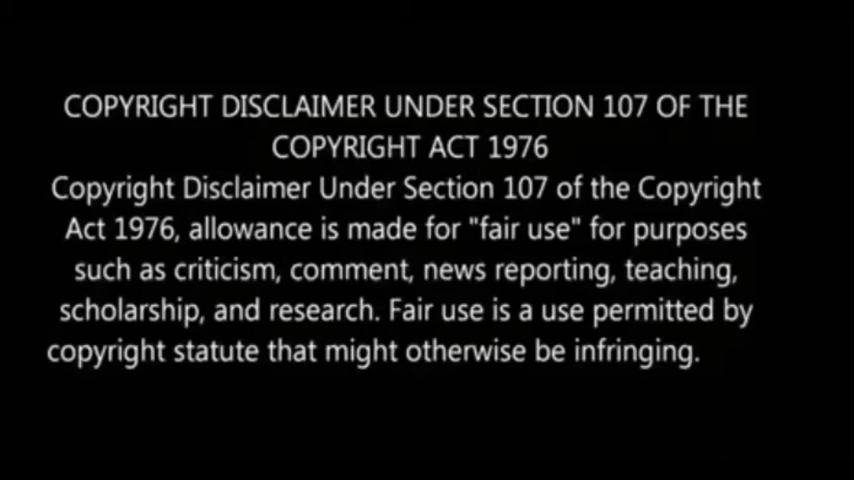 COPYRIGHT DISCLAIMER UNDER SECTION 107 OF THE
COPYRIGHT ACT 1976
Copyright Disclaimer Under Section 107 of the Copyright
Act 1976, allowance is made for "fair use" for purposes
such as criticism, comment, news reporting, teaching,
scholarship, and research. Fair use is a use permitted by
copyright statute that might otherwise be infringing.